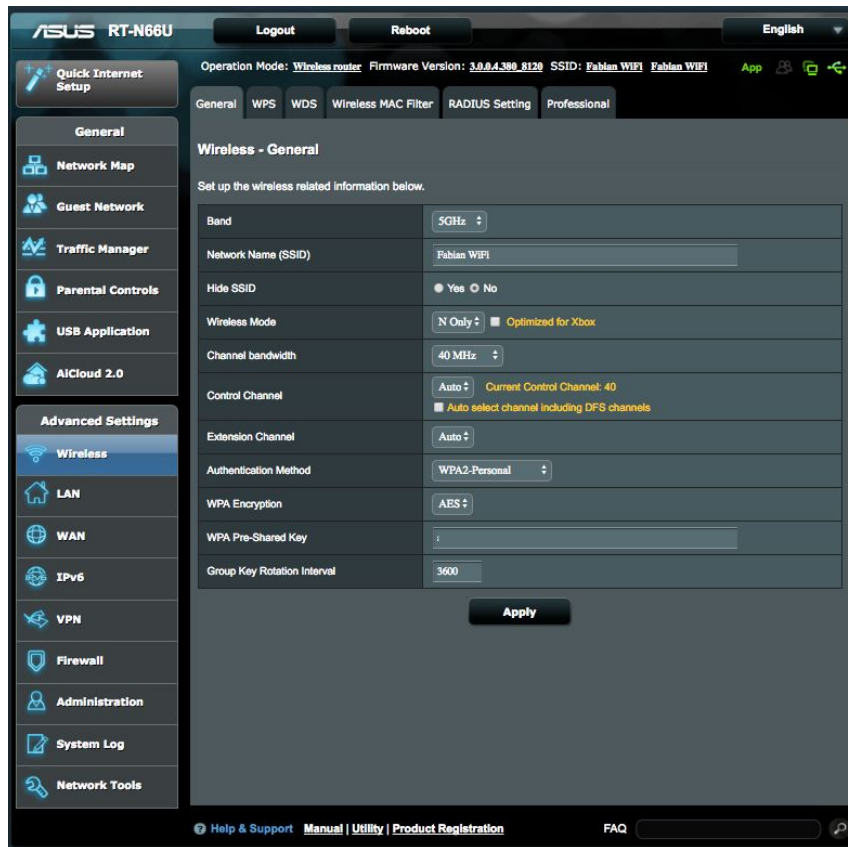 ASUS RT-N66U Logout Reboot English
Quick Internet Setup
Operation Mode: Wireless router Firmware Version: 3.0.0.4.380_8120 SSID: Fabian WiFi Fabian WiFi App
General WPS WDS Wireless MAC Filter RADIUS Setting Professional
General
Network Map
Guest Network
Traffic Manager
Parental Controls
USB Application
AiCloud 2.0
Advanced Settings
Wireless
LAN
WAN
IPv6
VPN
Firewall
Administration
System Log
Network Tools
Wireless - General
Set up the wireless related information below.
Band 5GHz
Network Name (SSID) Fabian WiFi
Hide SSID Yes No
Wireless Mode N Only Optimized for Xbox
Channel bandwidth 40 MHz
Control Channel Auto Current Control Channel: 40
Auto select channel including DFS channels
Extension Channel Auto
Authentication Method WPA2-Personal
WPA Encryption AES
WPA Pre-Shared Key
Group Key Rotation Interval 3600
Apply
Help & Support Manual | Utility | Product Registration FAQ